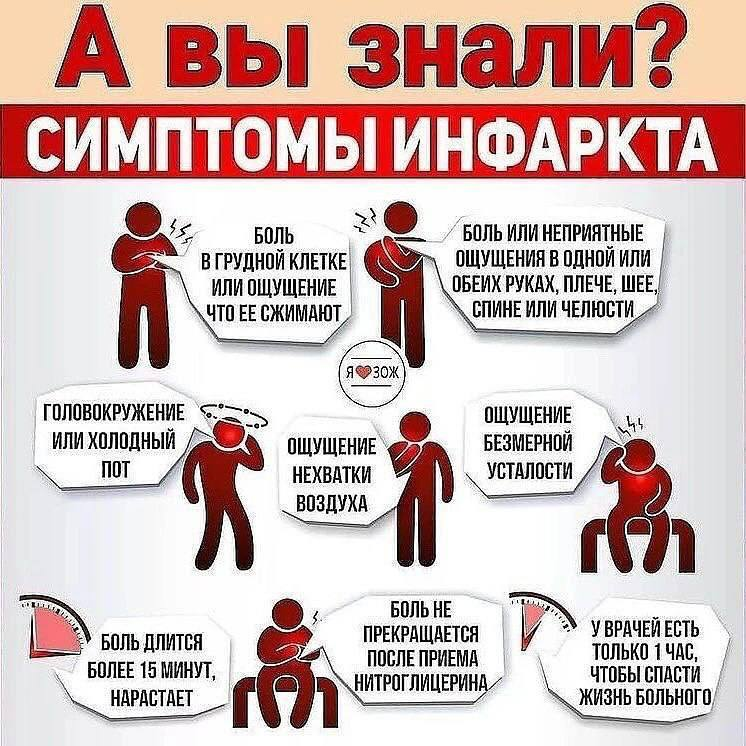 А вы знали?
СИМПТОМЫ ИНФАРКТА
БОЛЬ
В ГРУДНОЙ КЛЕТКЕ
ИЛИ ОЩУЩЕНИЕ
ЧТО ЕЕ СЖИМАЮТ
БОЛЬ ИЛИ НЕПРИЯТНЫЕ
ОЩУЩЕНИЯ В ОДНОЙ ИЛИ
ОБЕИХ РУКАХ, ПЛЕЧЕ, ШЕЕ,
СПИНЕ ИЛИ ЧЕЛЮСТИ
Я❤ЗОЖ
ГОЛОВОКРУЖЕНИЕ
ИЛИ ХОЛОДНЫЙ
ПОТ
ОЩУЩЕНИЕ
НЕХВАТКИ
ВОЗДУХА
ОЩУЩЕНИЕ
БЕЗМЕРНОЙ
УСТАЛОСТИ
БОЛЬ ДЛИТСЯ
БОЛЕЕ 15 МИНУТ,
НАРАСТАЕТ
БОЛЬ НЕ
ПРЕКРАЩАЕТСЯ
ПОСЛЕ ПРИЕМА
НИТРОГЛИЦЕРИНА
У ВРАЧЕЙ ЕСТЬ
ТОЛЬКО 1 ЧАС,
ЧТОБЫ СПАСТИ
ЖИЗНЬ БОЛЬНОГО